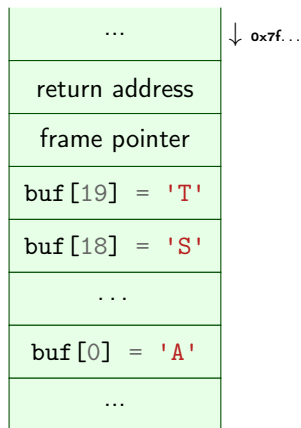 ...
↓ 0x7f...
return address
frame pointer
buf[19] = 'T'
buf[18] = 'S'
...
buf[0] = 'A'
...